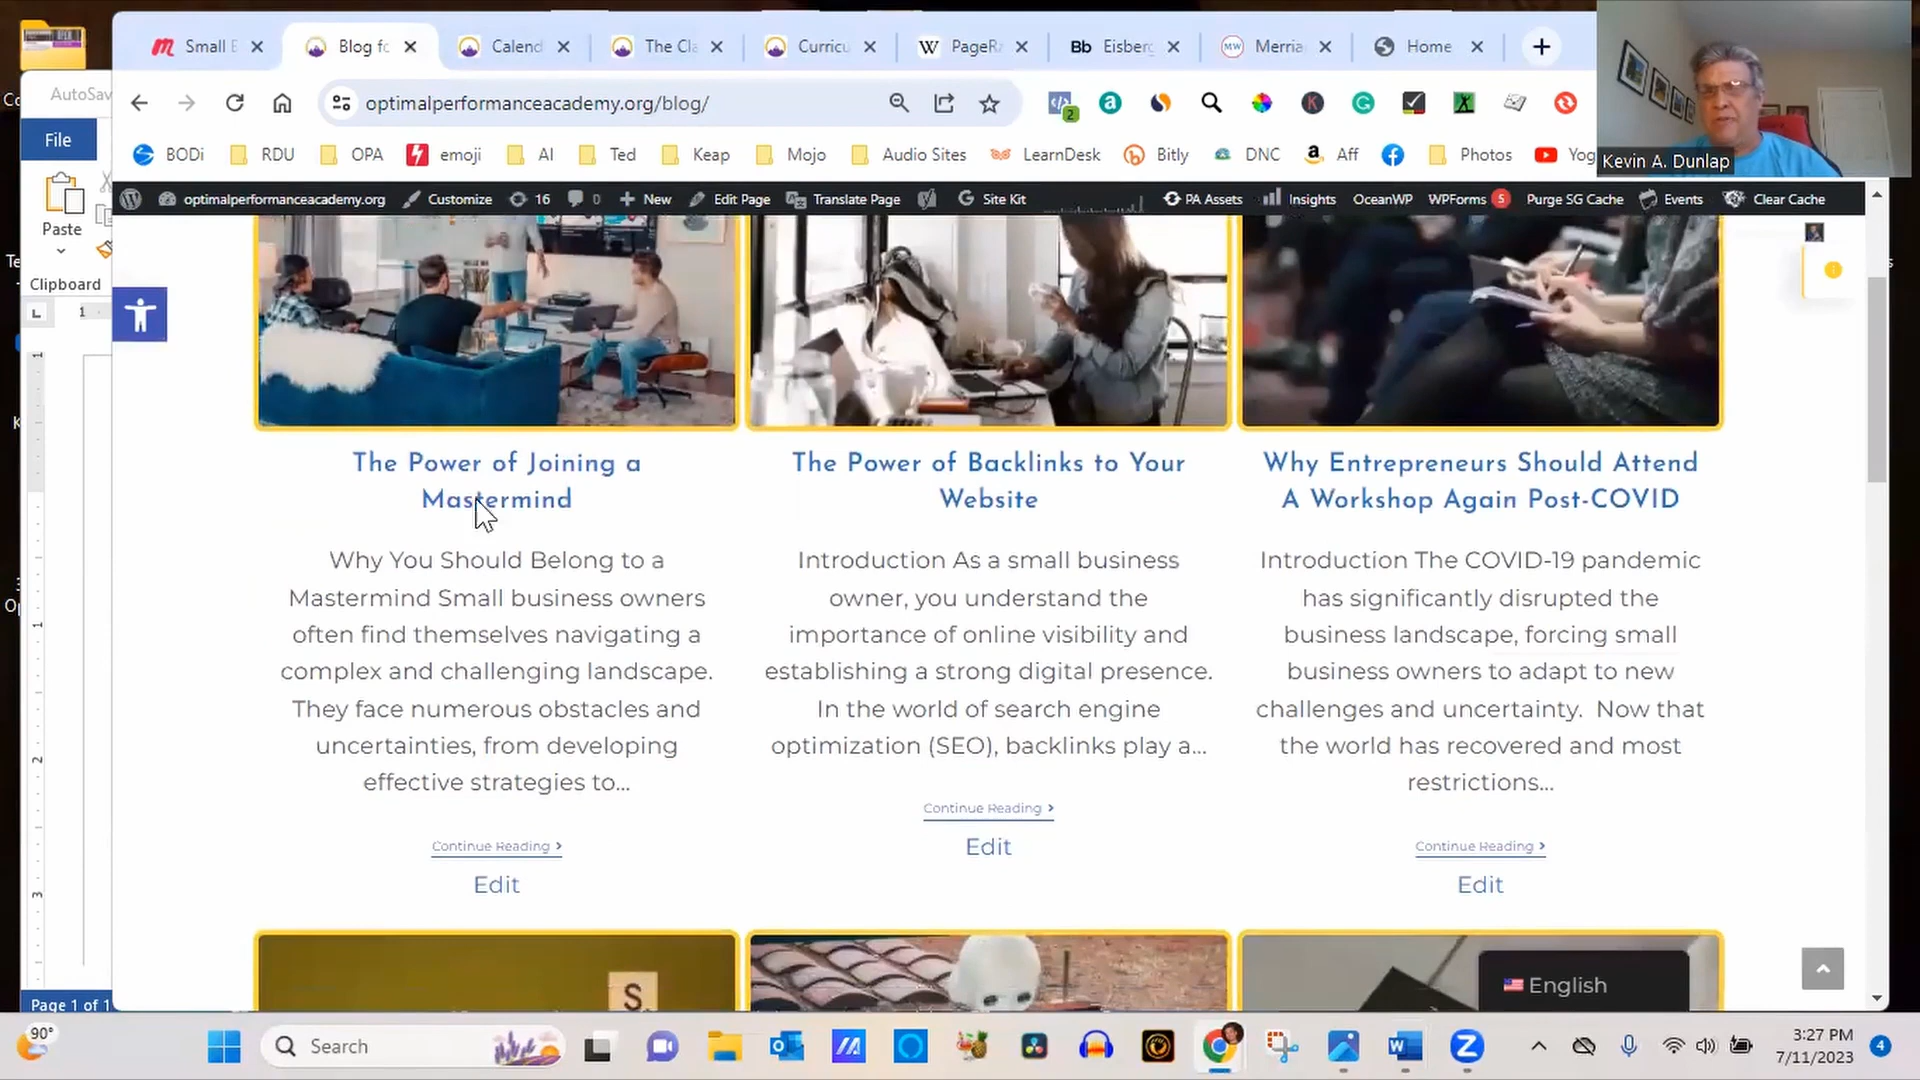 Small B
Blog fo
Calend
The Cla
Curricu
W PageRa
Bb Eisberg
MW Merria
Home
AutoSav
optimalperformanceacademy.org/blog/
2
File
BODi
RDU
OPA
emoji
AI
Ted
Keap
Mojo
Audio Sites
LearnDesk
Bitly
DNC
Aff
Photos
Yog
Kevin A. Dunlap
optimalperformanceacademy.org
Customize
16
0
New
Edit Page
Translate Page
Site Kit
PA Assets
Insights
OceanWP
WPForms 5
Purge SG Cache
Events
Clear Cache
Paste
Clipboard
The Power of Joining a
Mastermind
Why You Should Belong to a
Mastermind Small business owners
often find themselves navigating a
complex and challenging landscape.
They face numerous obstacles and
uncertainties, from developing
effective strategies to...
Continue Reading
Edit
The Power of Backlinks to Your
Website
Introduction As a small business
owner, you understand the
importance of online visibility and
establishing a strong digital presence.
In the world of search engine
optimization (SEO), backlinks play a...
Continue Reading
Edit
Why Entrepreneurs Should Attend
A Workshop Again Post-COVID
Introduction The COVID-19 pandemic
has significantly disrupted the
business landscape, forcing small
business owners to adapt to new
challenges and uncertainty. Now that
the world has recovered and most
restrictions...
Continue Reading
Edit
S
English
Page 1 of 1
90°
Search
3:27 PM
7/11/2023
4